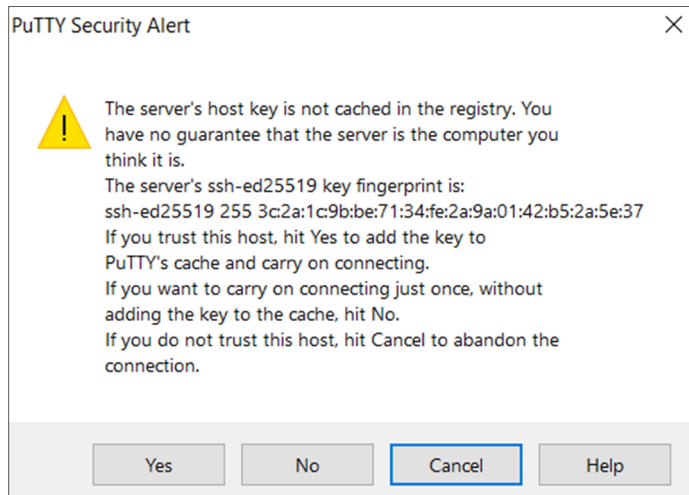 PuTTY Security Alert
The server's host key is not cached in the registry. You
have no guarantee that the server is the computer you
think it is.
The server's ssh-ed25519 key fingerprint is:
ssh-ed25519 255 3c:2a:1c:9b:be:71:34:fe:2a:9a:01:42:b5:2a:5e:37
If you trust this host, hit Yes to add the key to
PuTTY's cache and carry on connecting.
If you want to carry on connecting just once, without
adding the key to the cache, hit No.
If you do not trust this host, hit Cancel to abandon the
connection.
Yes No Cancel Help